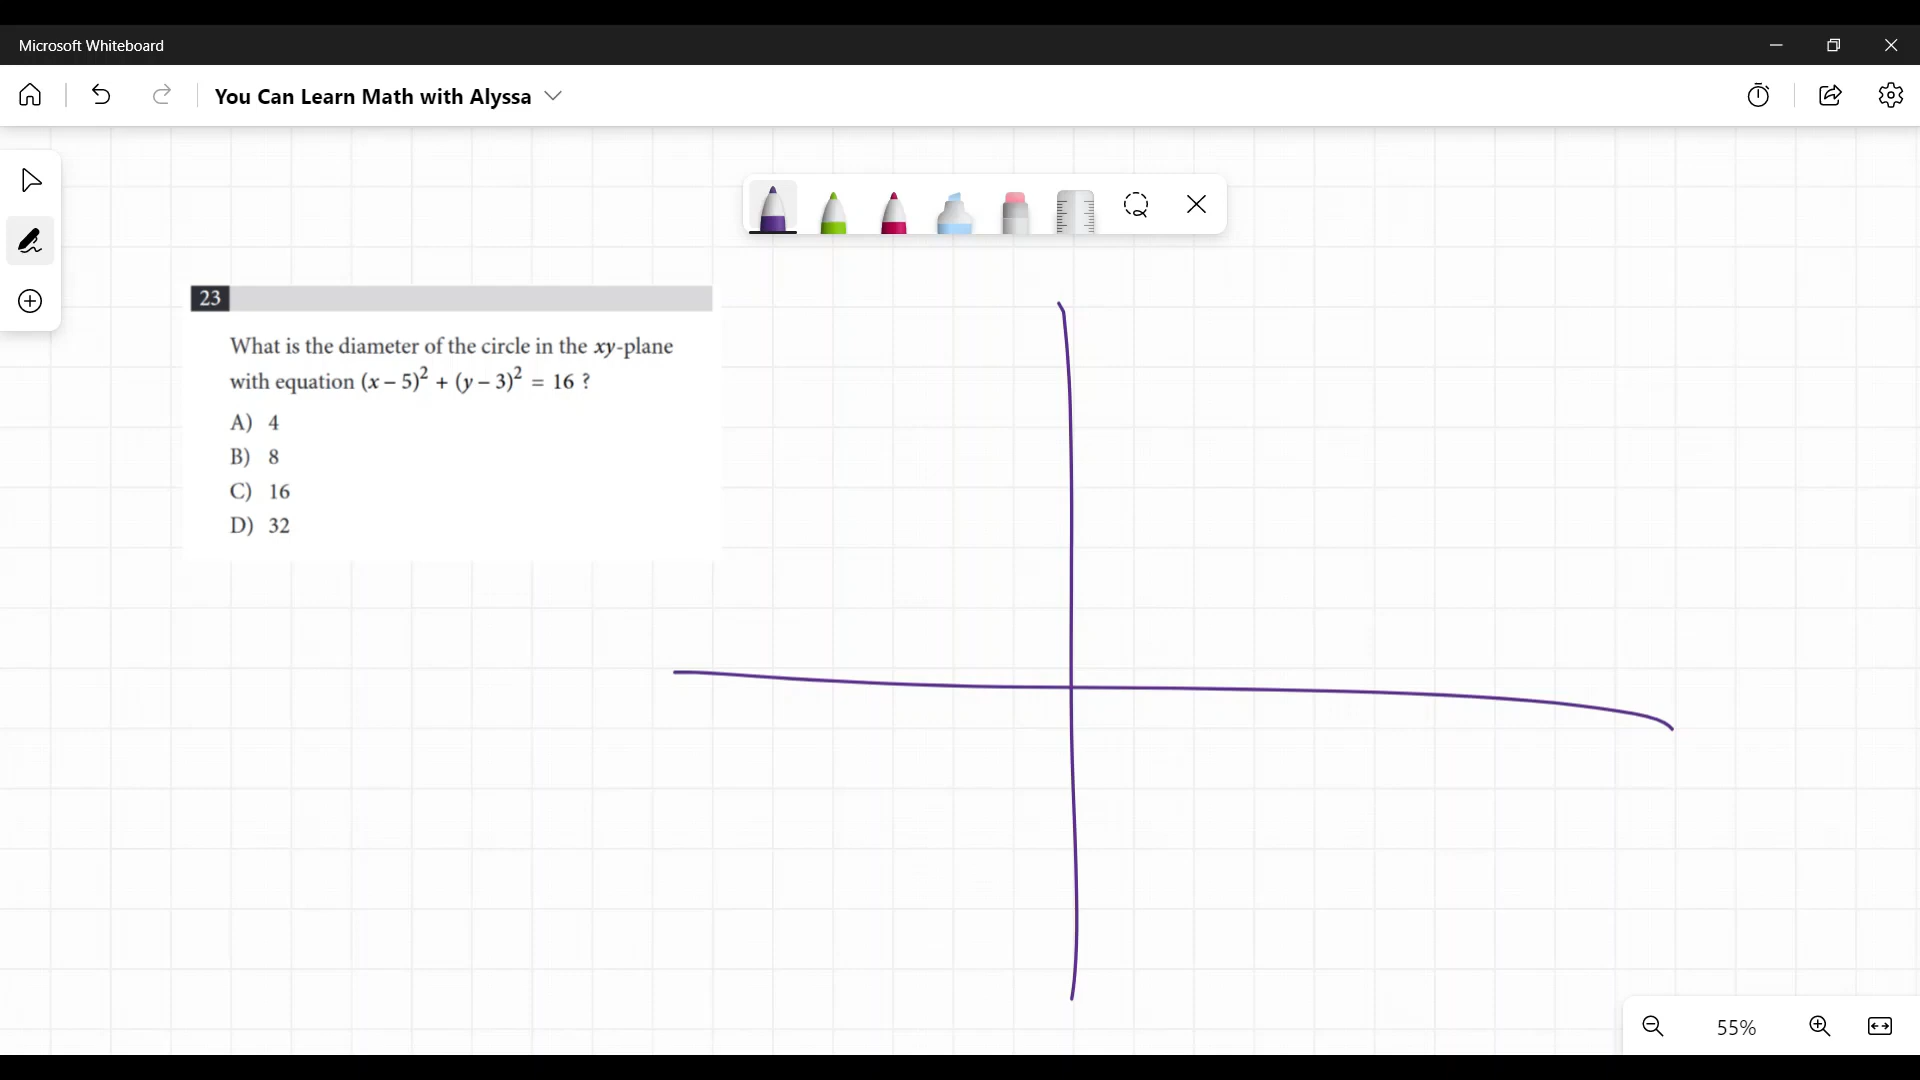 Microsoft Whiteboard
You Can Learn Math with Alyssa
23
What is the diameter of the circle in the xy-plane
with equation (x – 5)² + (y – 3)² = 16 ?
A) 4
B) 8
C) 16
D) 32
55%